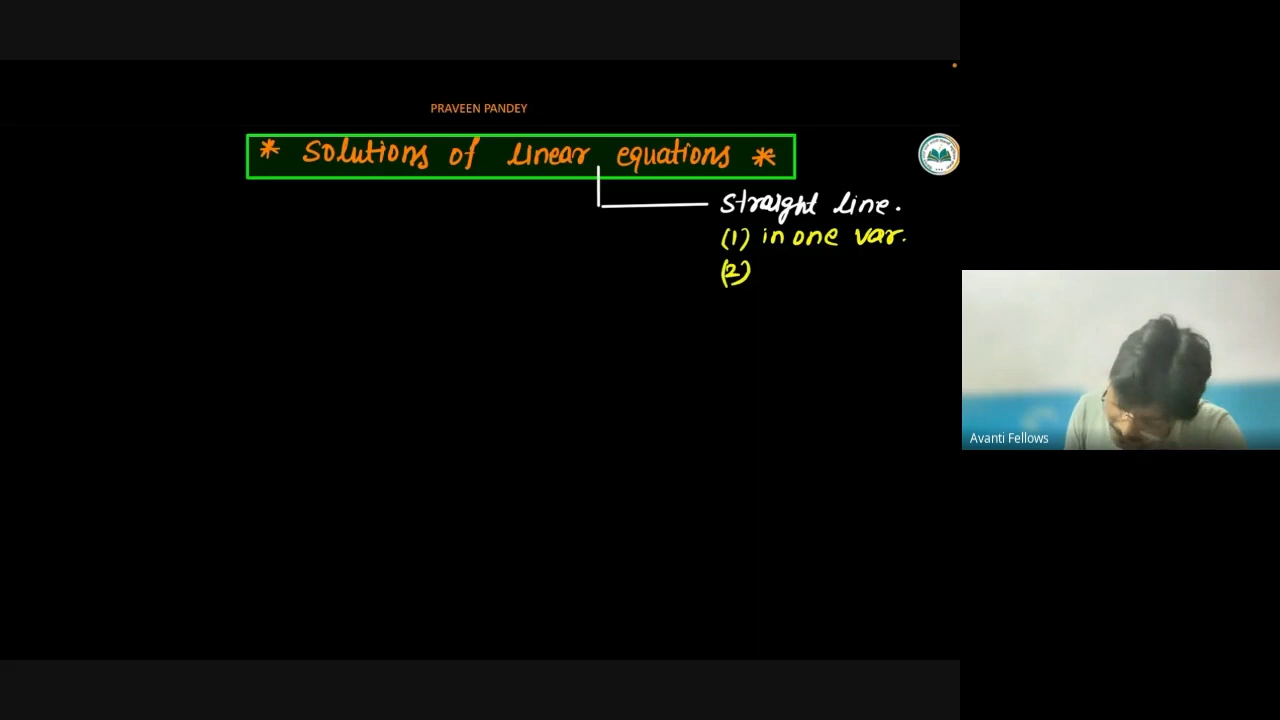 PRAVEEN PANDEY
* Solutions of linear equations *
straight line.
(1) in one var.
(2)
Avanti Fellows